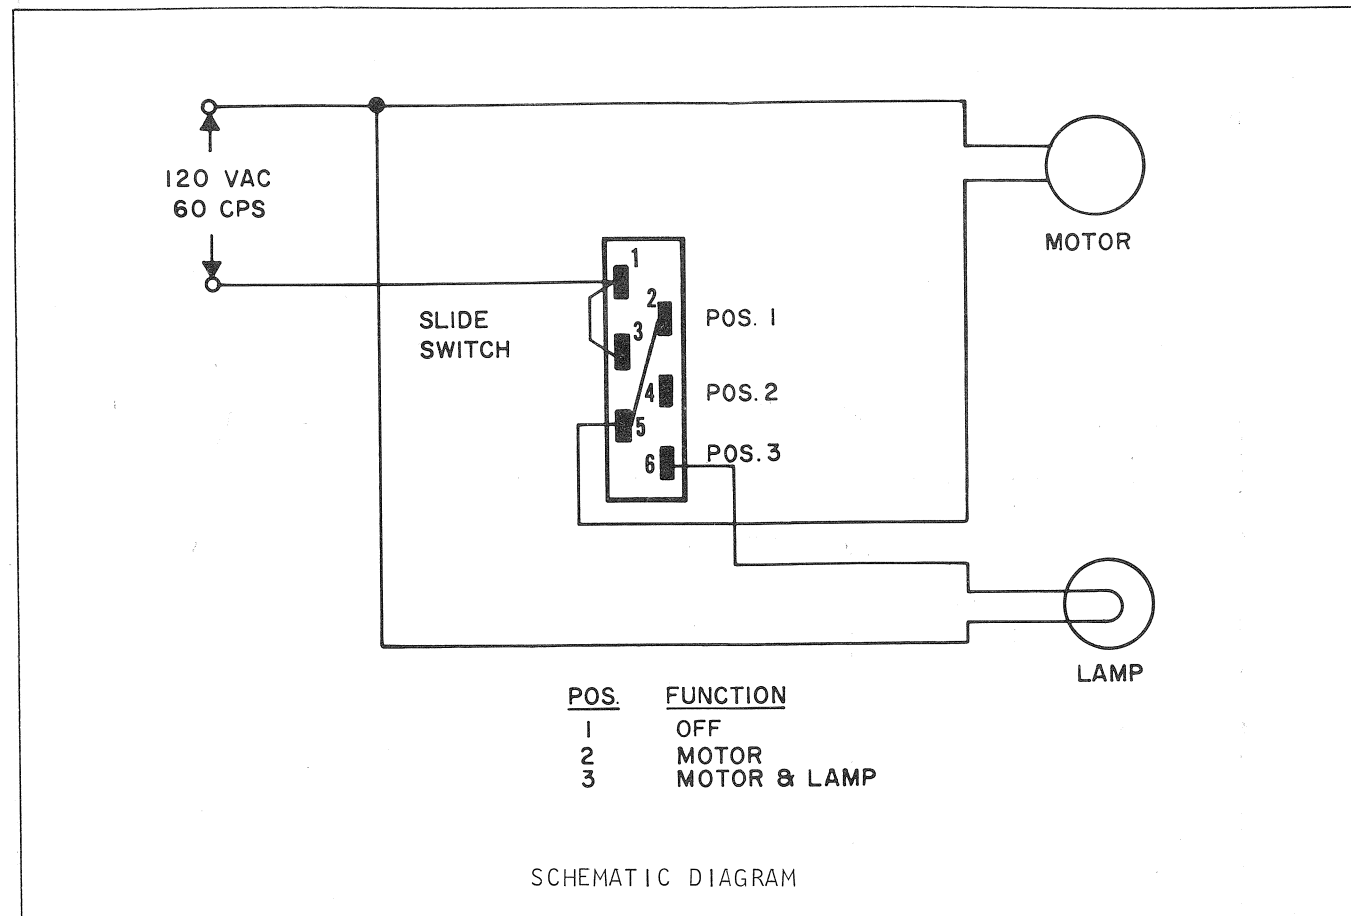 120 VAC
60 CPS
MOTOR
SLIDE
SWITCH
1
2
3
4
5
6
POS. 1
POS. 2
POS. 3
LAMP
POS. FUNCTION
1 OFF
2 MOTOR
3 MOTOR & LAMP
SCHEMATIC DIAGRAM